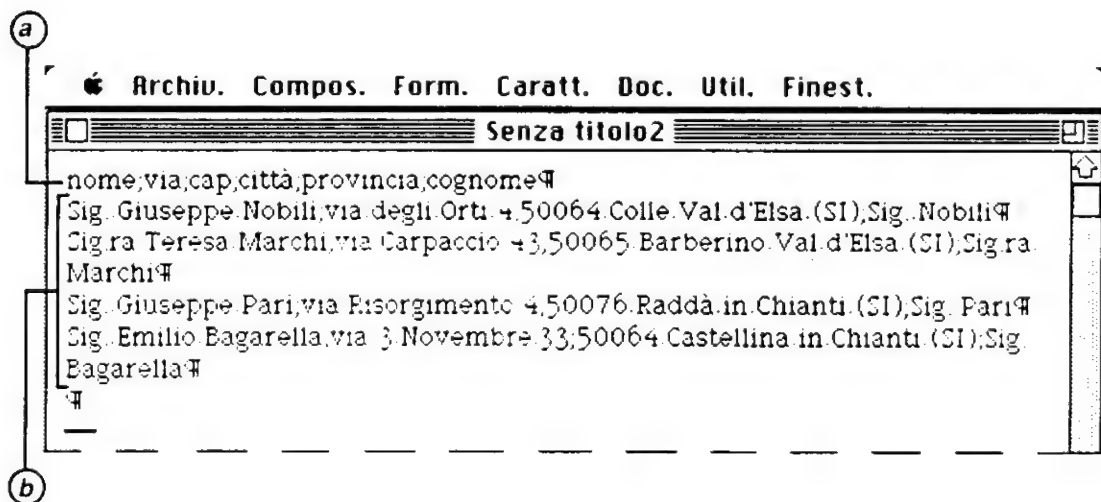 a
Archiv. Compos. Form. Caratt. Doc. Util. Finest.
Senza titolo2
nome;via;cap;città;provincia;cognome¶
Sig. Giuseppe Nobili;via degli Orti 4;50064 Colle Val d'Elsa (SI);Sig. Nobili¶
Sig.ra Teresa Marchi;via Carpaccio 43;50065 Barberino Val d'Elsa (SI);Sig.ra
Marchi¶
Sig. Giuseppe Pari;via Risorgimento 4;50076 Raddà in Chianti (SI);Sig. Pari¶
Sig. Emilio Bagarella;via 3 Novembre 33;50064 Castellina in Chianti (SI);Sig.
Bagarella¶
¶
b